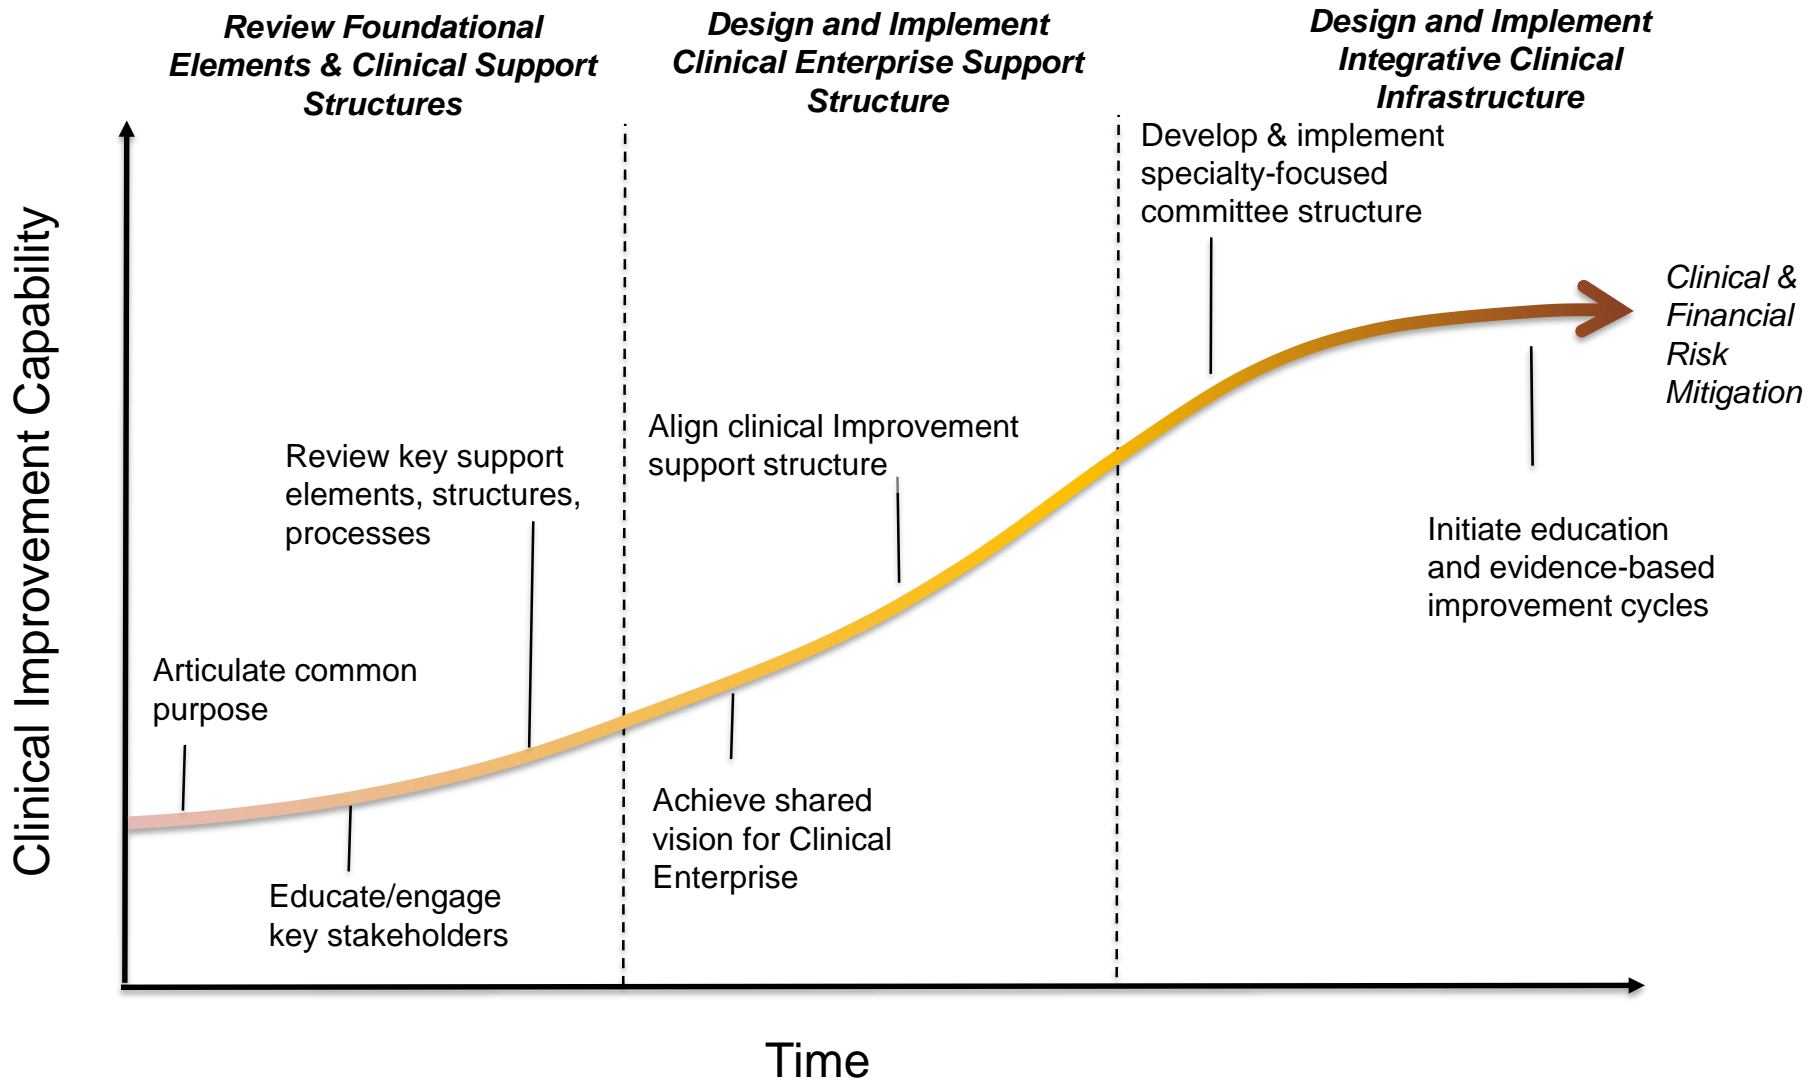 Review Foundational
Elements & Clinical Support
Structures
Design and Implement
Clinical Enterprise Support
Structure
Design and Implement
Integrative Clinical
Infrastructure
Develop & implement
specialty-focused
committee structure
Clinical &
Financial
Risk
Mitigation
Clinical Improvement Capability
Align clinical Improvement
support structure
Review key support
elements, structures,
processes
Initiate education
and evidence-based
improvement cycles
Articulate common
purpose
Achieve shared
vision for Clinical
Enterprise
Educate/engage
key stakeholders
Time